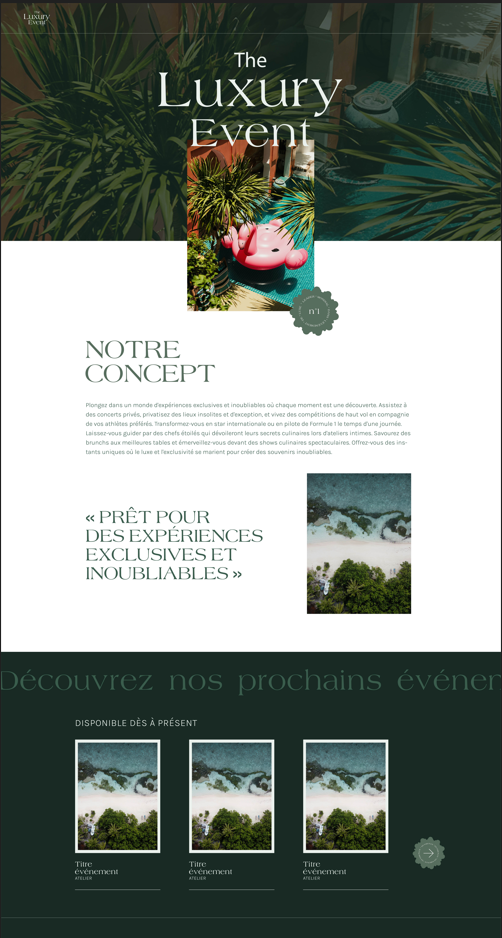 The
Luxury
Event
The
Luxury
Event
n°1
NOTRE
CONCEPT
Plongez dans un monde d'expériences exclusives et inoubliables où chaque moment est une découverte. Assistez à
des concerts privés, privatisez des lieux insolites et d'exception, et vivez des compétitions de haut vol en compagnie
de vos athlètes préférés. Transformez-vous en star internationale ou en pilote de Formule 1 le temps d'une journée.
Laissez-vous guider par des chefs étoilés qui dévoileront leurs secrets culinaires lors d'ateliers intimes. Savourez des
brunchs aux meilleures tables et émerveillez-vous devant des shows culinaires spectaculaires. Offrez-vous des ins-
tants uniques où le luxe et l'exclusivité se marient pour créer des souvenirs inoubliables.
« PRÊT POUR
DES EXPÉRIENCES
EXCLUSIVES ET
INOUBLIABLES »
Découvrez nos prochains événem
DISPONIBLE DÈS À PRÉSENT
Titre
événement
ATELIER
Titre
événement
ATELIER
Titre
événement
ATELIER